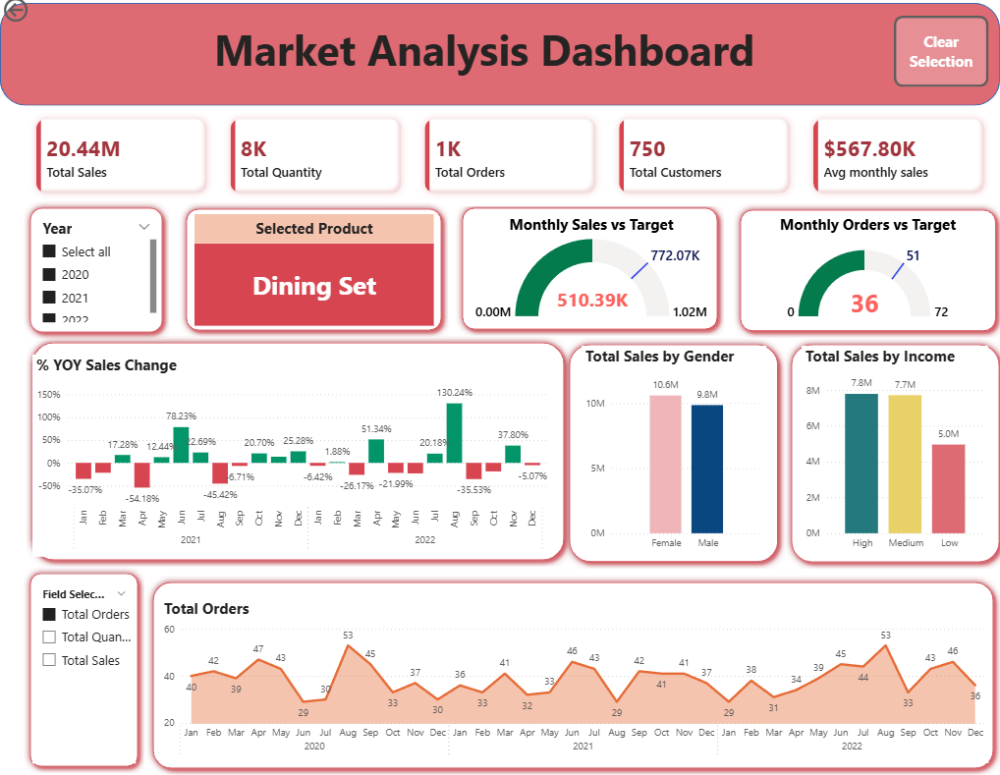 Market Analysis Dashboard
Clear
Selection
20.44M
Total Sales
8K
Total Quantity
1K
Total Orders
750
Total Customers
$567.80K
Avg monthly sales
Year
Select all
2020
2021
2022
Selected Product
Dining Set
Monthly Sales vs Target
772.07K
510.39K
0.00M
1.02M
Monthly Orders vs Target
51
36
0
72
% YOY Sales Change
150%
100%
50%
0%
-50%
-35.07%
17.28%
-54.18%
12.44%
78.23%
22.69%
-45.42%
-6.71%
20.70%
25.28%
-6.42%
1.88%
-26.17%
51.34%
-21.99%
20.18%
130.24%
-35.53%
37.80%
-5.07%
Jan Feb Mar Apr May Jun Jul Aug Sep Oct Nov Dec Jan Feb Mar Apr May Jun Jul Aug Sep Oct Nov Dec
2021 2022
Total Sales by Gender
10M
5M
0M
10.6M
9.8M
Female Male
Total Sales by Income
8M
6M
4M
2M
0M
7.8M
7.7M
5.0M
High Medium Low
Field Selec...
Total Orders
Total Quan...
Total Sales
Total Orders
60
40
20
40 42 39 47 43 29 30 53 45 33 37 30 36 33 41 32 33 46 43 29 42 41 41 37 29 38 31 34 39 45 44 53 33 43 46 36
Jan Feb Mar Apr May Jun Jul Aug Sep Oct Nov Dec Jan Feb Mar Apr May Jun Jul Aug Sep Oct Nov Dec Jan Feb Mar Apr May Jun Jul Aug Sep Oct Nov Dec
2020 2021 2022